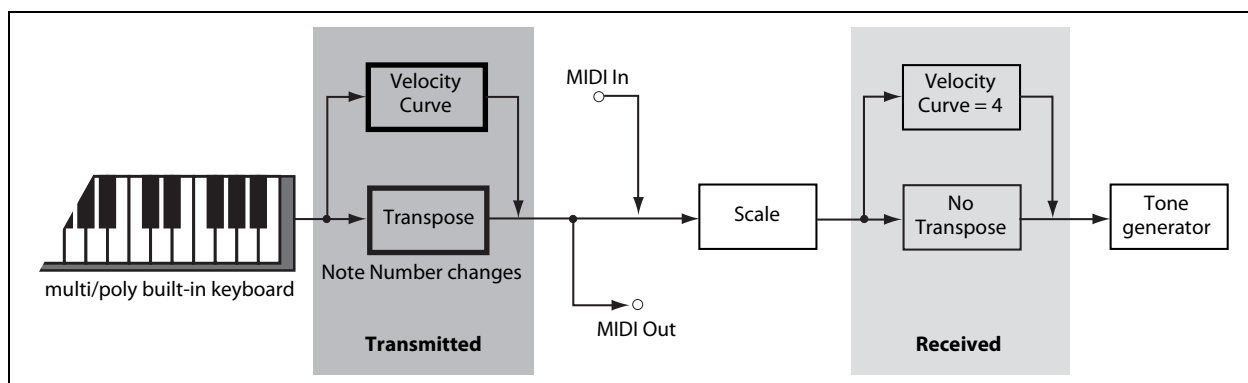 Velocity
Curve
Transpose
Note Number changes
multi/poly built-in keyboard
Transmitted
MIDI In
MIDI Out
Scale
Velocity
Curve = 4
No
Transpose
Received
Tone
generator